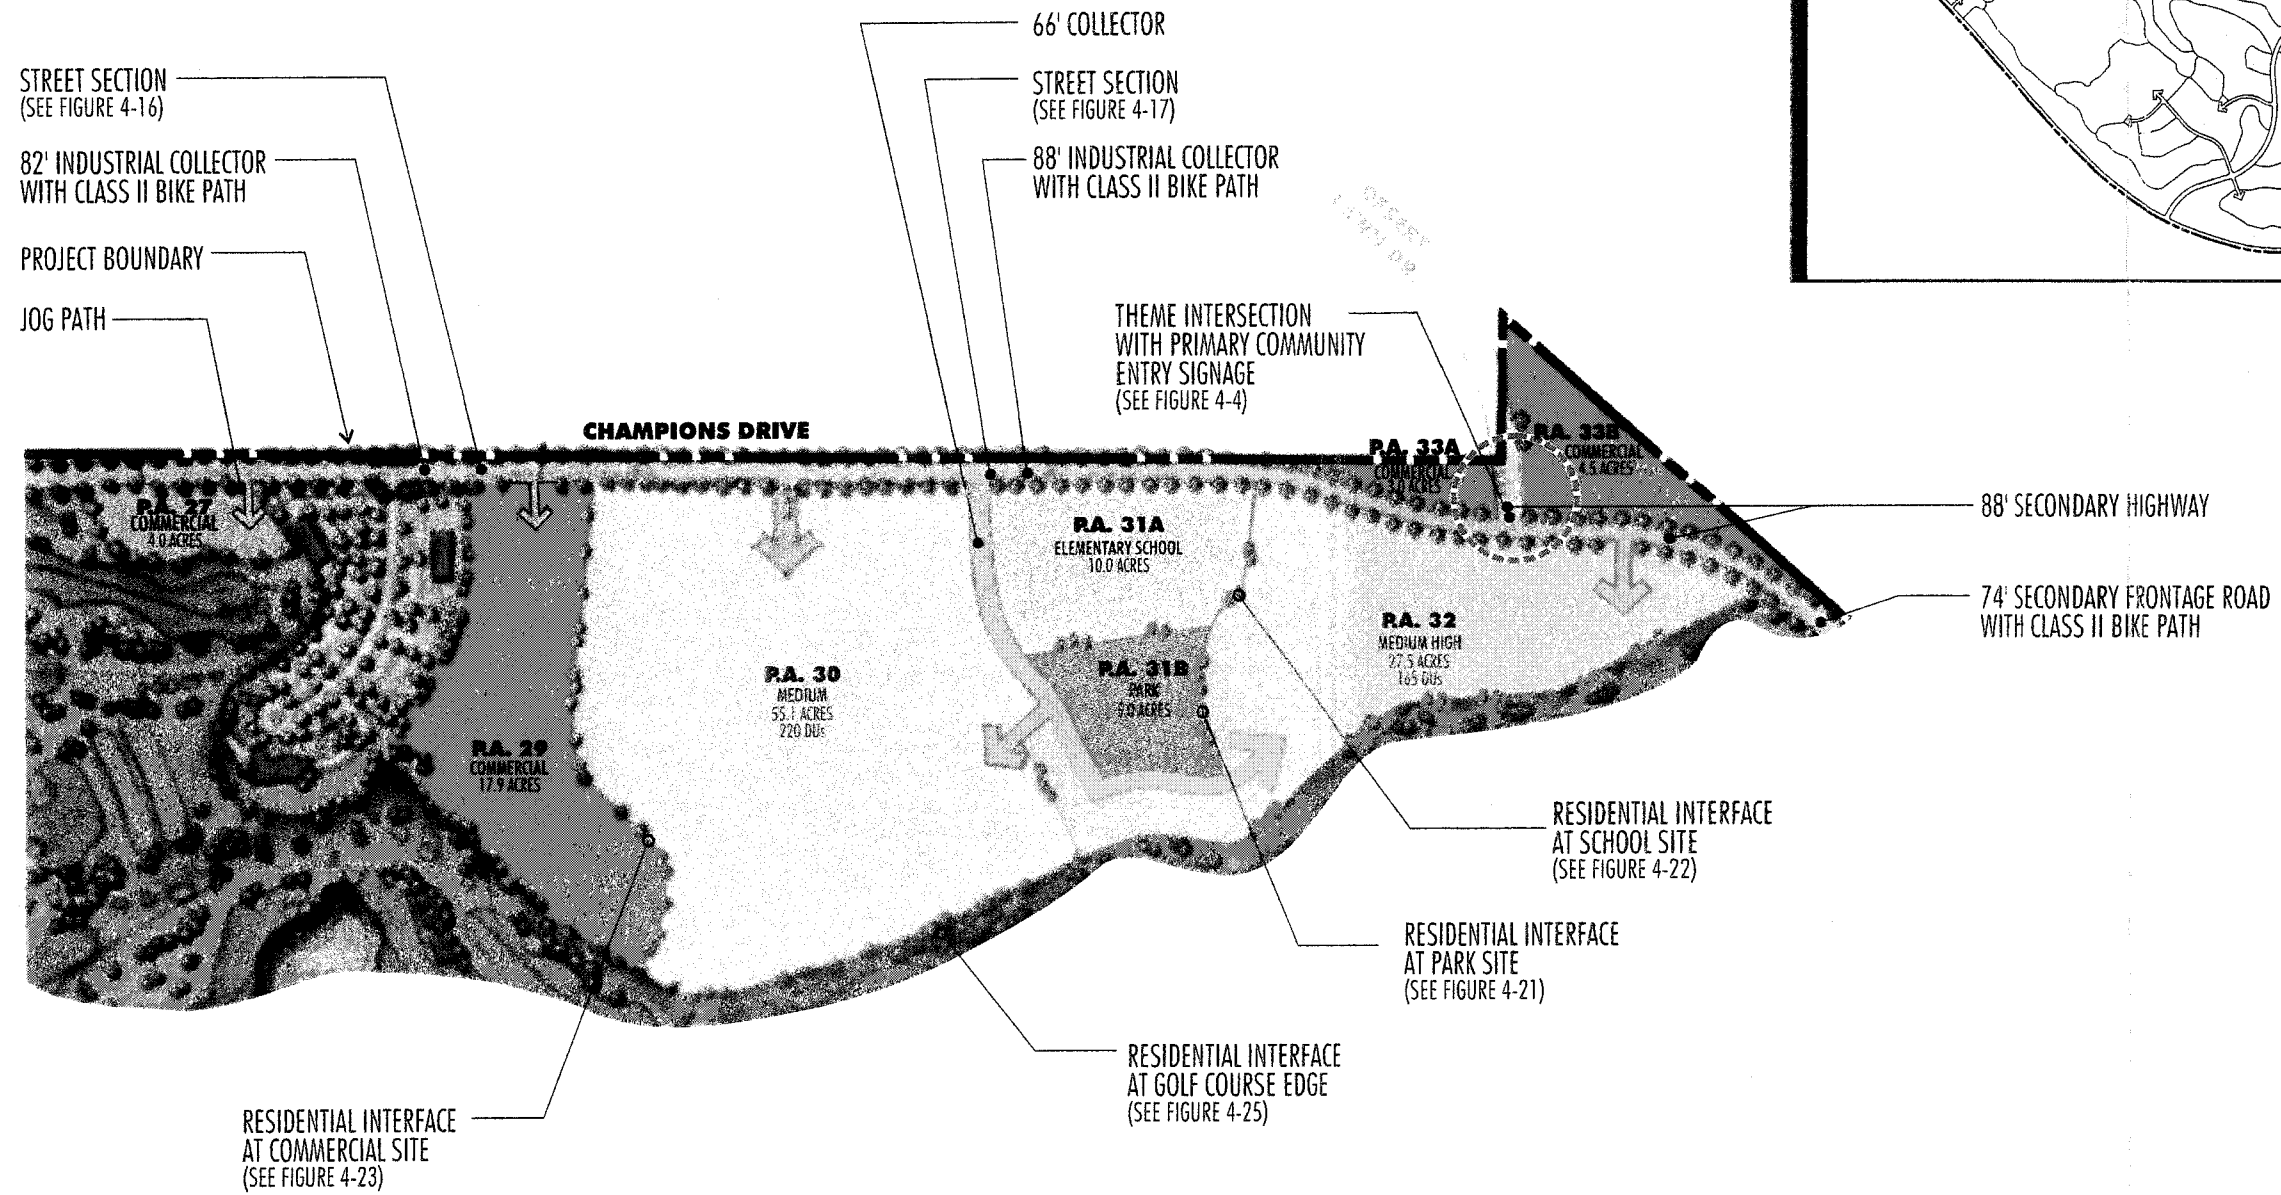 66' COLLECTOR
STREET SECTION
(SEE FIGURE 4-16)
STREET SECTION
(SEE FIGURE 4-17)
82' INDUSTRIAL COLLECTOR
WITH CLASS II BIKE PATH
88' INDUSTRIAL COLLECTOR
WITH CLASS II BIKE PATH
DESERT
LAWN DR
PROJECT BOUNDARY
JOG PATH
THEME INTERSECTION
WITH PRIMARY COMMUNITY
ENTRY SIGNAGE
(SEE FIGURE 4-4)
CHAMPIONS DRIVE
P.A. 33A
COMMERCIAL
3.0 ACRES
P.A. 33B
COMMERCIAL
4.5 ACRES
P.A. 27
COMMERCIAL
4.0 ACRES
P.A. 31A
ELEMENTARY SCHOOL
10.0 ACRES
88' SECONDARY HIGHWAY
74' SECONDARY FRONTAGE ROAD
WITH CLASS II BIKE PATH
P.A. 32
MEDIUM HIGH
27.5 ACRES
165 DUs
P.A. 30
MEDIUM
55.1 ACRES
220 DUs
P.A. 31B
PARK
9.0 ACRES
P.A. 29
COMMERCIAL
17.9 ACRES
RESIDENTIAL INTERFACE
AT SCHOOL SITE
(SEE FIGURE 4-22)
RESIDENTIAL INTERFACE
AT PARK SITE
(SEE FIGURE 4-21)
RESIDENTIAL INTERFACE
AT GOLF COURSE EDGE
(SEE FIGURE 4-25)
RESIDENTIAL INTERFACE
AT COMMERCIAL SITE
(SEE FIGURE 4-23)